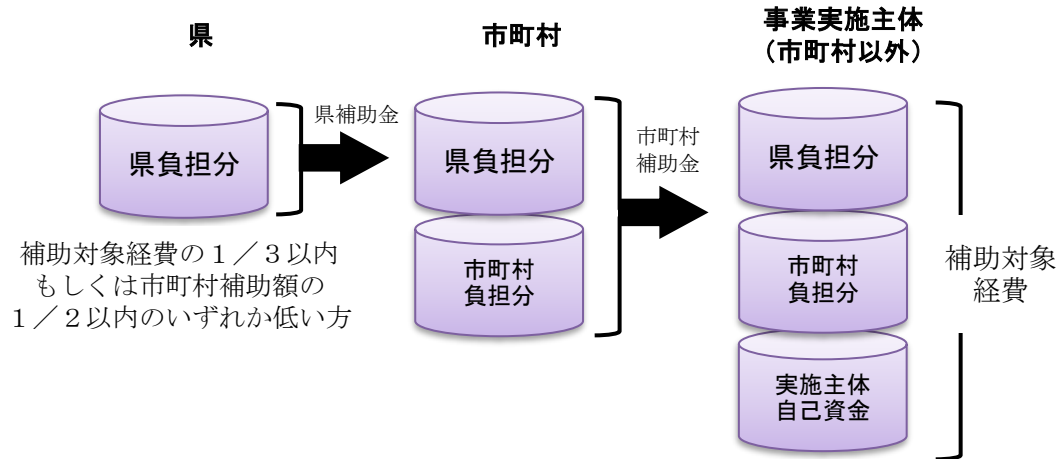 県
県負担分
補助対象経費の１／３以内
もしくは市町村補助額の
１／２以内のいずれか低い方
県補助金
市町村
県負担分
市町村
負担分
市町村
補助金
事業実施主体
（市町村以外）
県負担分
市町村
負担分
実施主体
自己資金
補助対象
経費